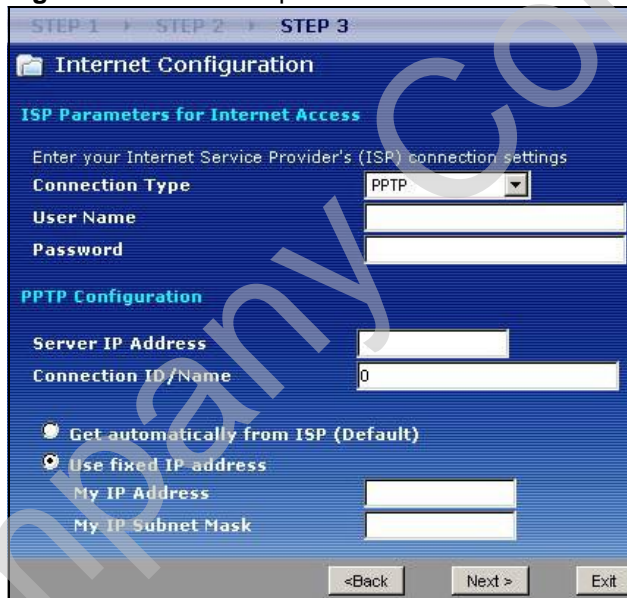 STEP 1 STEP 2 STEP 3
Internet Configuration
ISP Parameters for Internet Access
Enter your Internet Service Provider's (ISP) connection settings
Connection Type PPTP
User Name
Password
PPTP Configuration
Server IP Address
Connection ID/Name 0
Get automatically from ISP (Default)
Use fixed IP address
My IP Address
My IP Subnet Mask
<Back Next > Exit